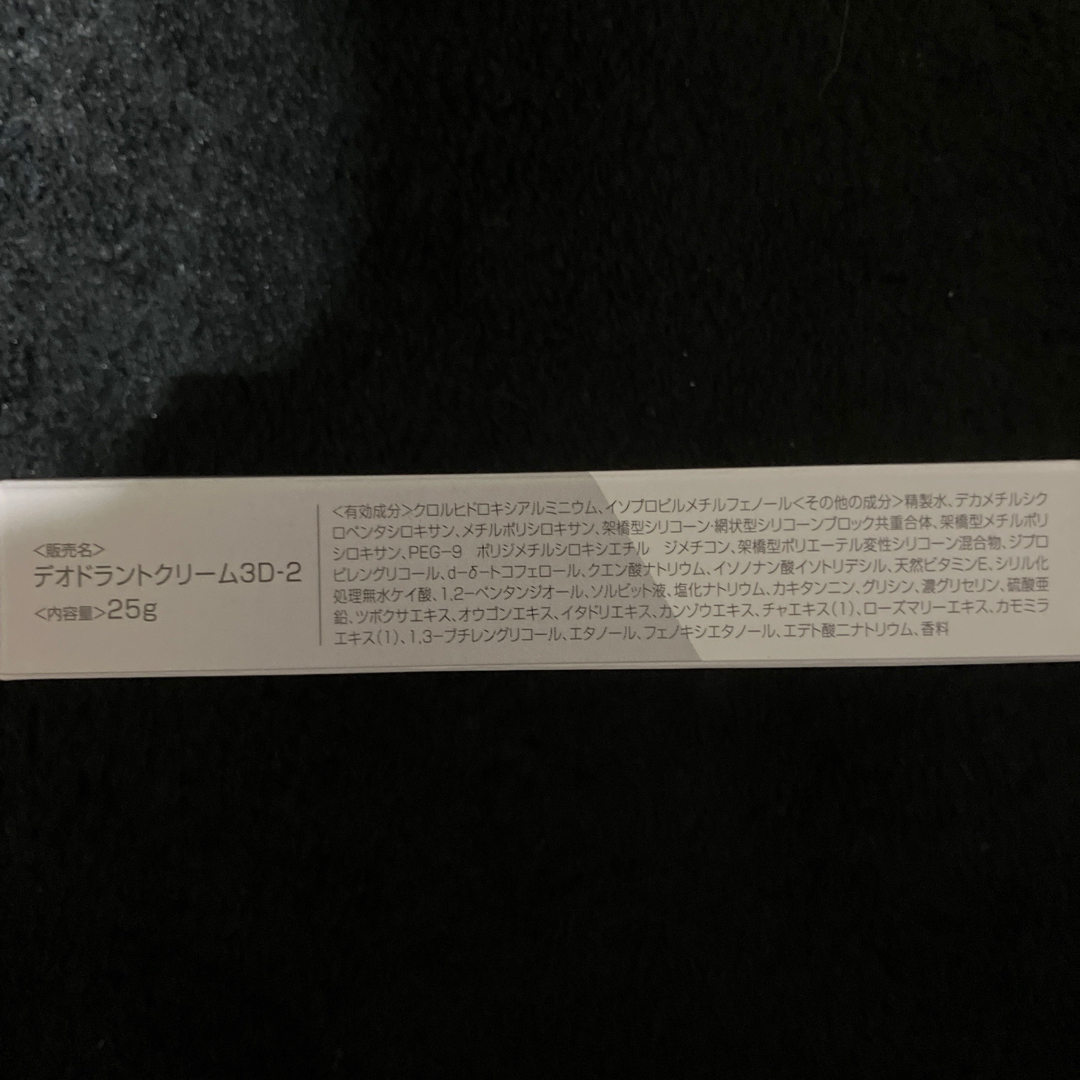 <販売名>
デオドラントクリーム3D-2
<内容量>25g
<有効成分>クロルヒドロキシアルミニウム、イソプロピルメチルフェノール<その他の成分>精製水、デカメチルシク
ロペンタシロキサン、メチルポリシロキサン、架橋型シリコーン・網状型シリコーンブロック共重合体、架橋型メチルポリ
シロキサン、PEG-9 ポリジメチルシロキシエチル ジメチコン、架橋型ポリエーテル変性シリコーン混合物、ジプロ
ピレングリコール、d-δ-トコフェロール、クエン酸ナトリウム、イソノナン酸イソトリデシル、天然ビタミンE、シリル化
処理無水ケイ酸、1,2-ペンタンジオール、ソルビット液、塩化ナトリウム、カキタンニン、グリシン、濃グリセリン、硫酸亜
鉛、ツボクサエキス、オウゴンエキス、イタドリエキス、カンゾウエキス、チャエキス(1)、ローズマリーエキス、カモミラ
エキス(1)、1,3-ブチレングリコール、エタノール、フェノキシエタノール、エデト酸二ナトリウム、香料